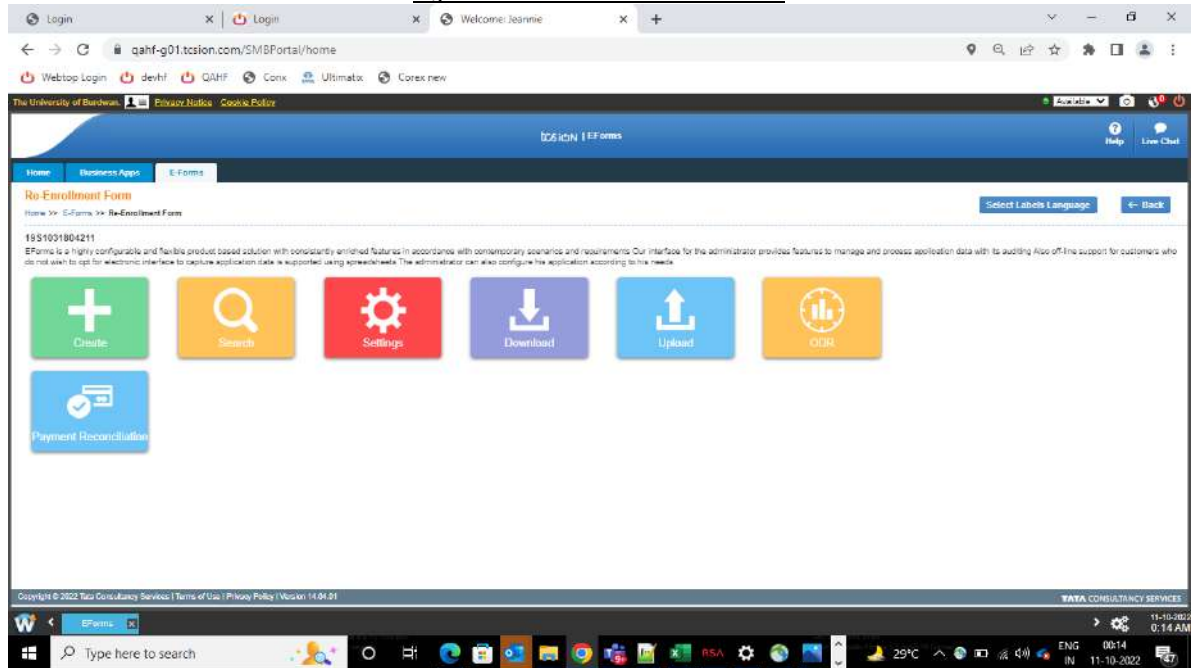 Login
Login
Welcome: Jeannie
qahf-g01.tcsion.com/SMBPortal/home
Webtop Login devhf QAHF Conx Ultimatix Corex new
The University of Burdwan. Privacy Notice Cookie Policy
Available
0
tcsion | EForms
Help Live Chat
Home Business Apps E-Forms
Re-Enrollment Form
Select Labels Language
← Back
Home >> E-Forms >> Re-Enrollment Form
19S1031804211
EForms is a highly configurable and flexible product based solution with consistently enriched features in accordance with contemporary scenarios and requirements Our interface for the administrator provides features to manage and process application data with its auditing Also off-line support for customers who
do not wish to opt for electronic interface to capture application data is supported using spreadsheets The administrator can also configure his application according to his needs
Create Search Settings Download Upload ODR
Payment Reconciliation
Copyright © 2022 Tata Consultancy Services | Terms of Use | Privacy Policy | Version 14.04.01
TATA CONSULTANCY SERVICES
EForms
11-10-2022
0:14 AM
Type here to search
RSA
29°C
ENG
IN
00:14
11-10-2022
47